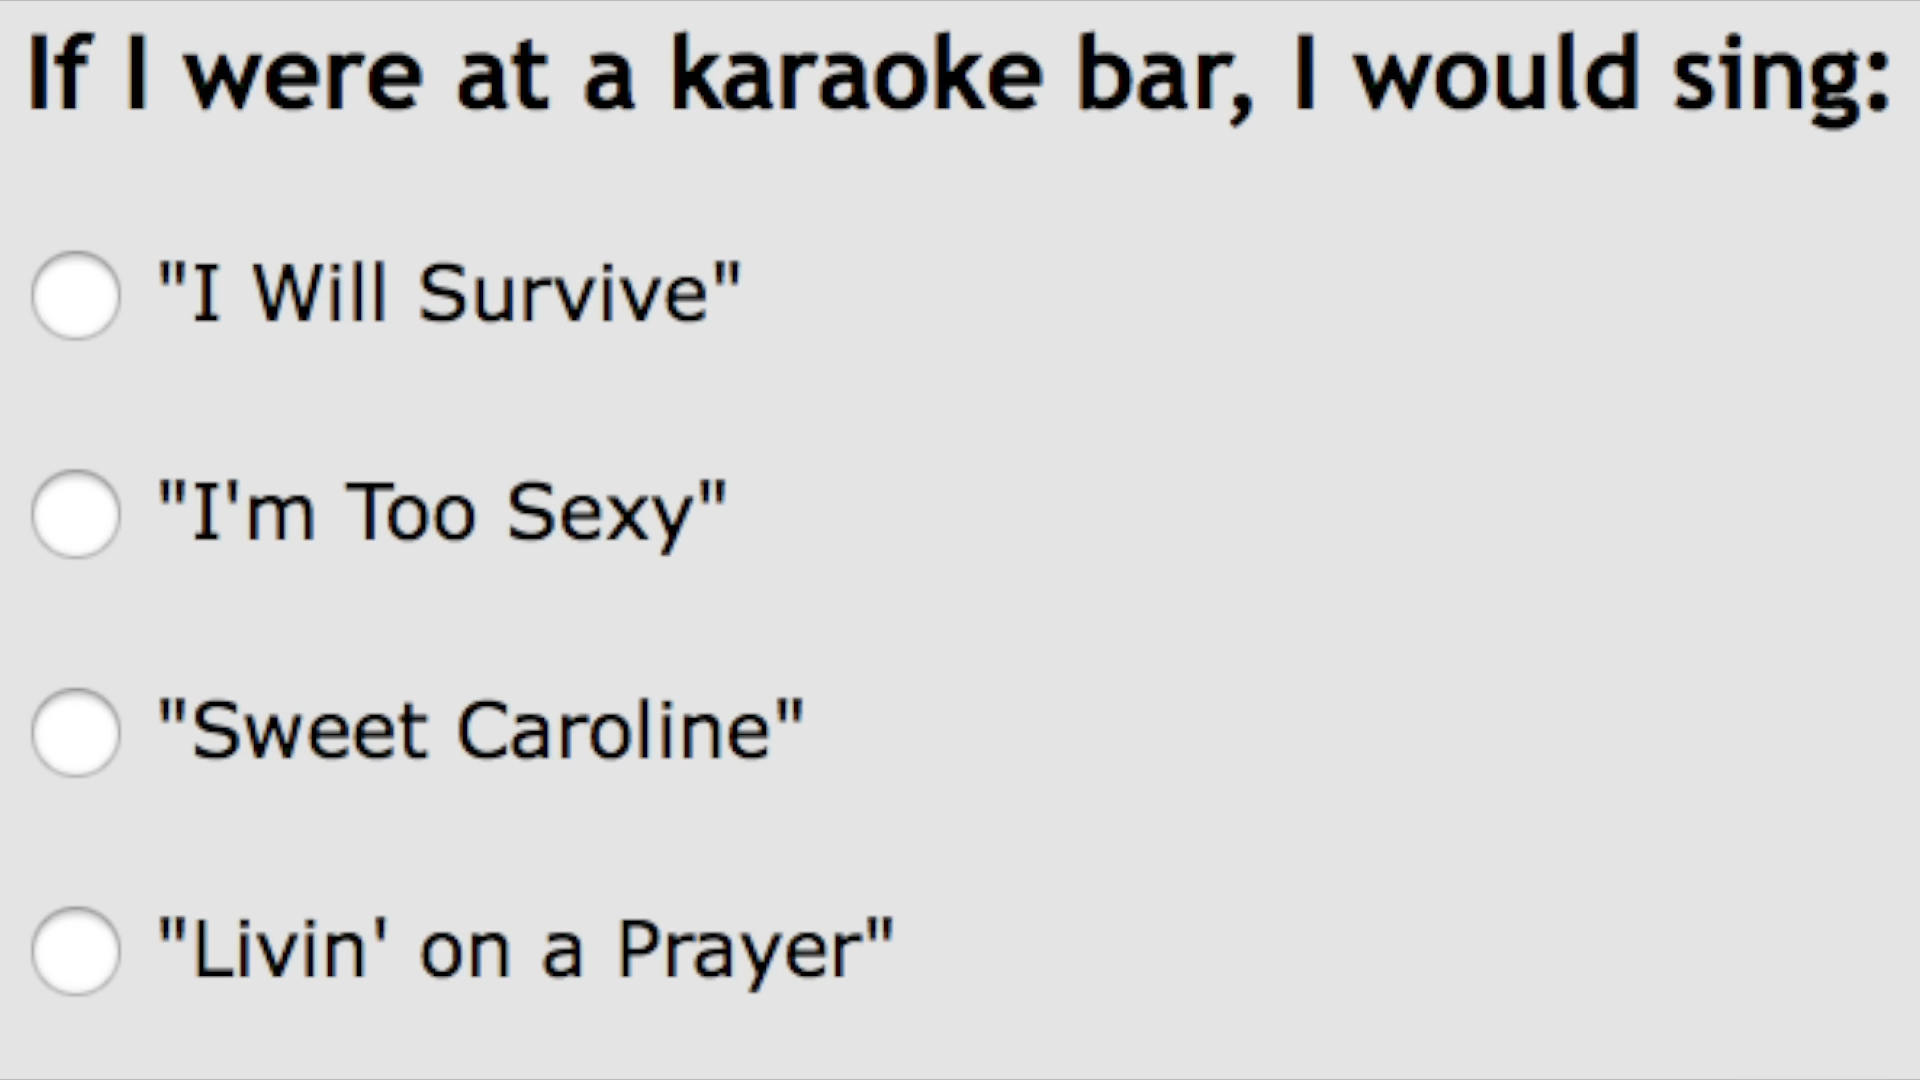 If I were at a karaoke bar, I would sing:
"I Will Survive"
"I'm Too Sexy"
"Sweet Caroline"
"Livin' on a Prayer"